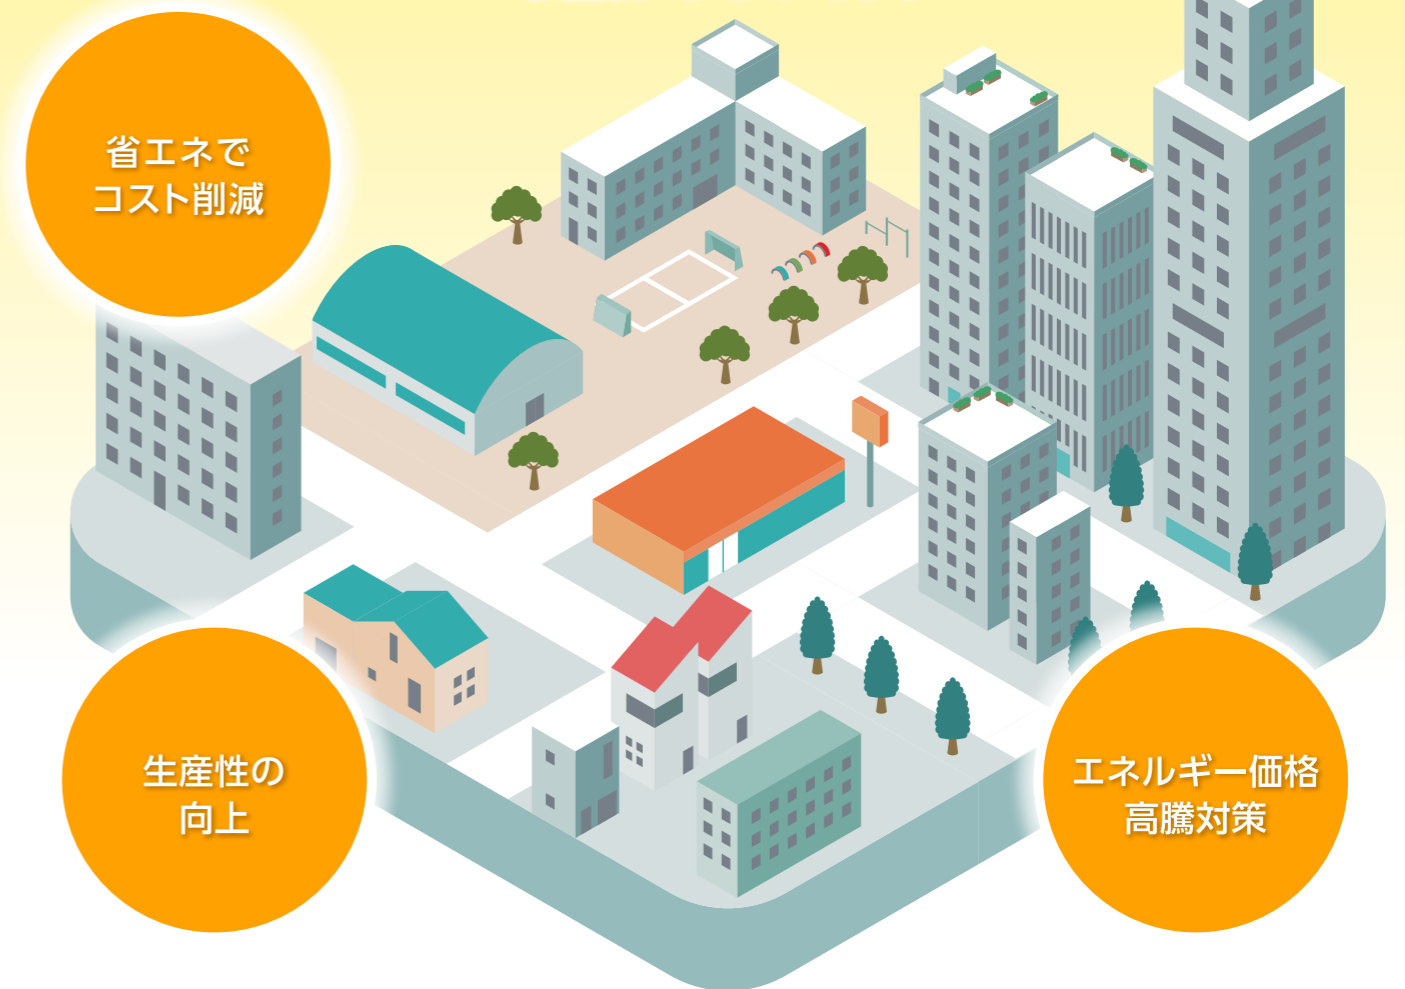 省エネで
コスト削減
生産性の
向上
エネルギー価格
高騰対策